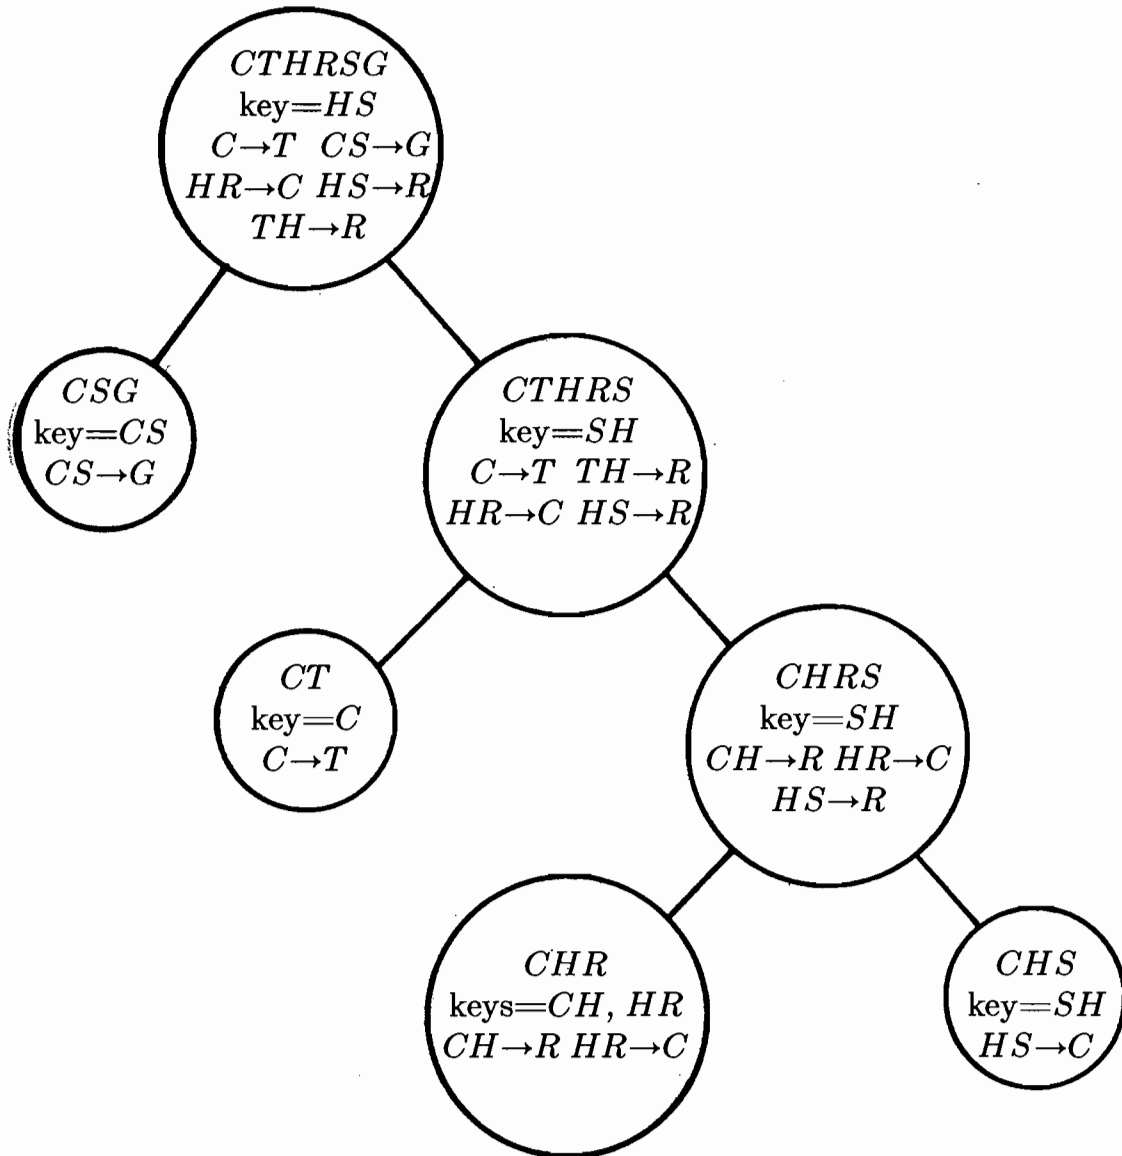 CTHRSG
key=HS
C→T CS→G
HR→C HS→R
TH→R
CSG
key=CS
CS→G
CTHRS
key=SH
C→T TH→R
HR→C HS→R
CT
key=C
C→T
CHRS
key=SH
CH→R HR→C
HS→R
CHR
keys=CH, HR
CH→R HR→C
CHS
key=SH
HS→C